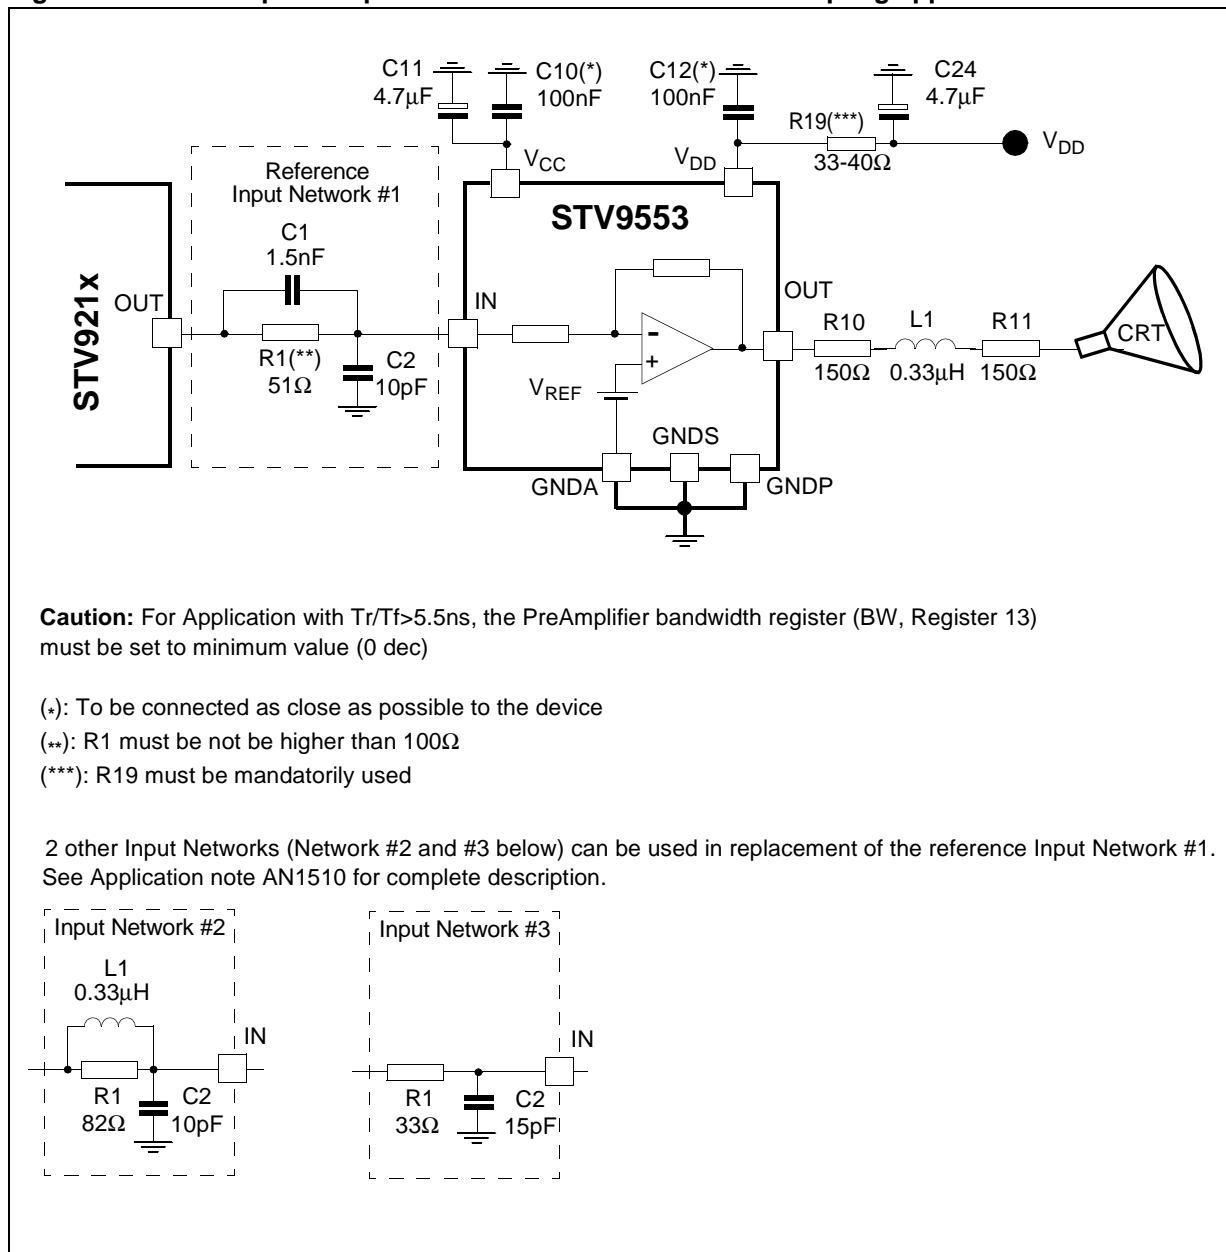 C11
4.7μF
C10(*)
100nF
C12(*)
100nF
C24
4.7μF
R19(***)
33-40Ω
VDD
VCC
VDD
Reference
Input Network #1
STV9553
C1
1.5nF
STV921x
OUT
R1(**)
51Ω
C2
10pF
IN
-
+
VREF
OUT
R10
150Ω
L1
0.33μH
R11
150Ω
CRT
GNDS
GNDA
GNDP
Caution: For Application with Tr/Tf>5.5ns, the PreAmplifier bandwidth register (BW, Register 13)
must be set to minimum value (0 dec)
(*): To be connected as close as possible to the device
(**): R1 must be not be higher than 100Ω
(***): R19 must be mandatorily used
2 other Input Networks (Network #2 and #3 below) can be used in replacement of the reference Input Network #1.
See Application note AN1510 for complete description.
Input Network #2
L1
0.33μH
IN
R1
82Ω
C2
10pF
Input Network #3
IN
R1
33Ω
C2
15pF